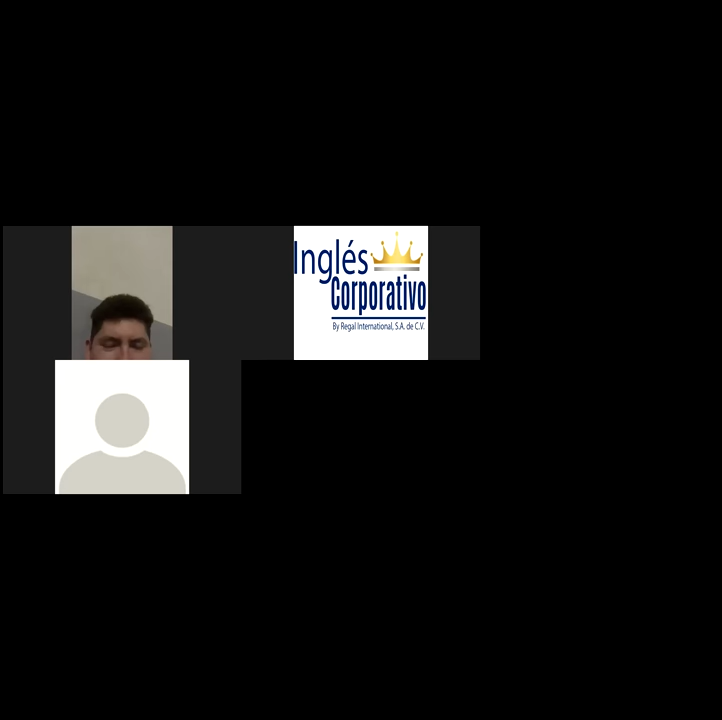 Inglés
Corporativo
By Regal International, S.A. de C.V.